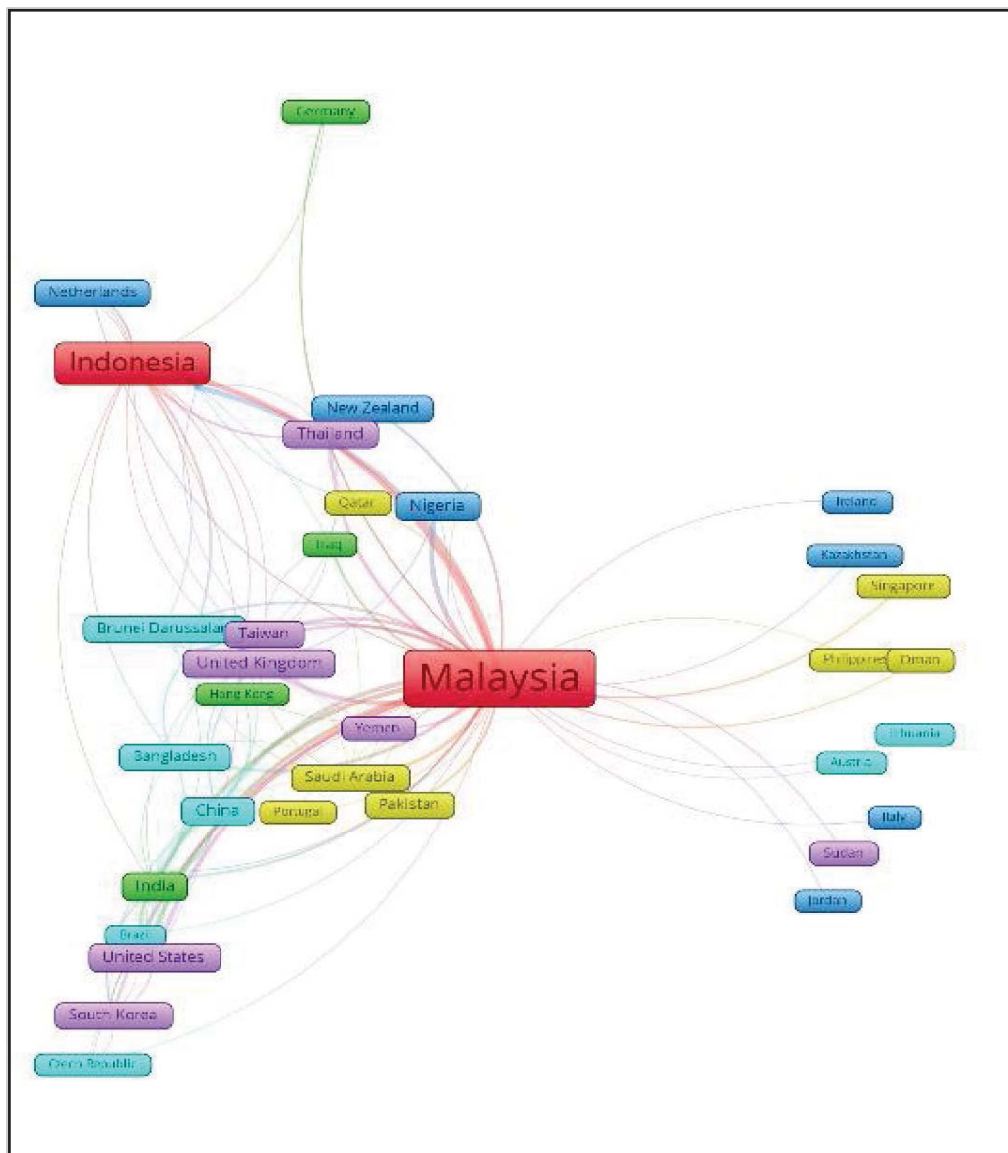 Germany
Netherlands
Indonesia
New Zealand
Thailand
Qatar
Nigeria
Ireland
Iraq
Kazakhstan
Singapore
Brunei Darussalam
Taiwan
United Kingdom
Philippines
Oman
Malaysia
Hong Kong
Yemen
Lithuania
Bangladesh
Austria
Saudi Arabia
China
Portugal
Pakistan
Italy
Sudan
India
Jordan
Brazil
United States
South Korea
Czech Republic